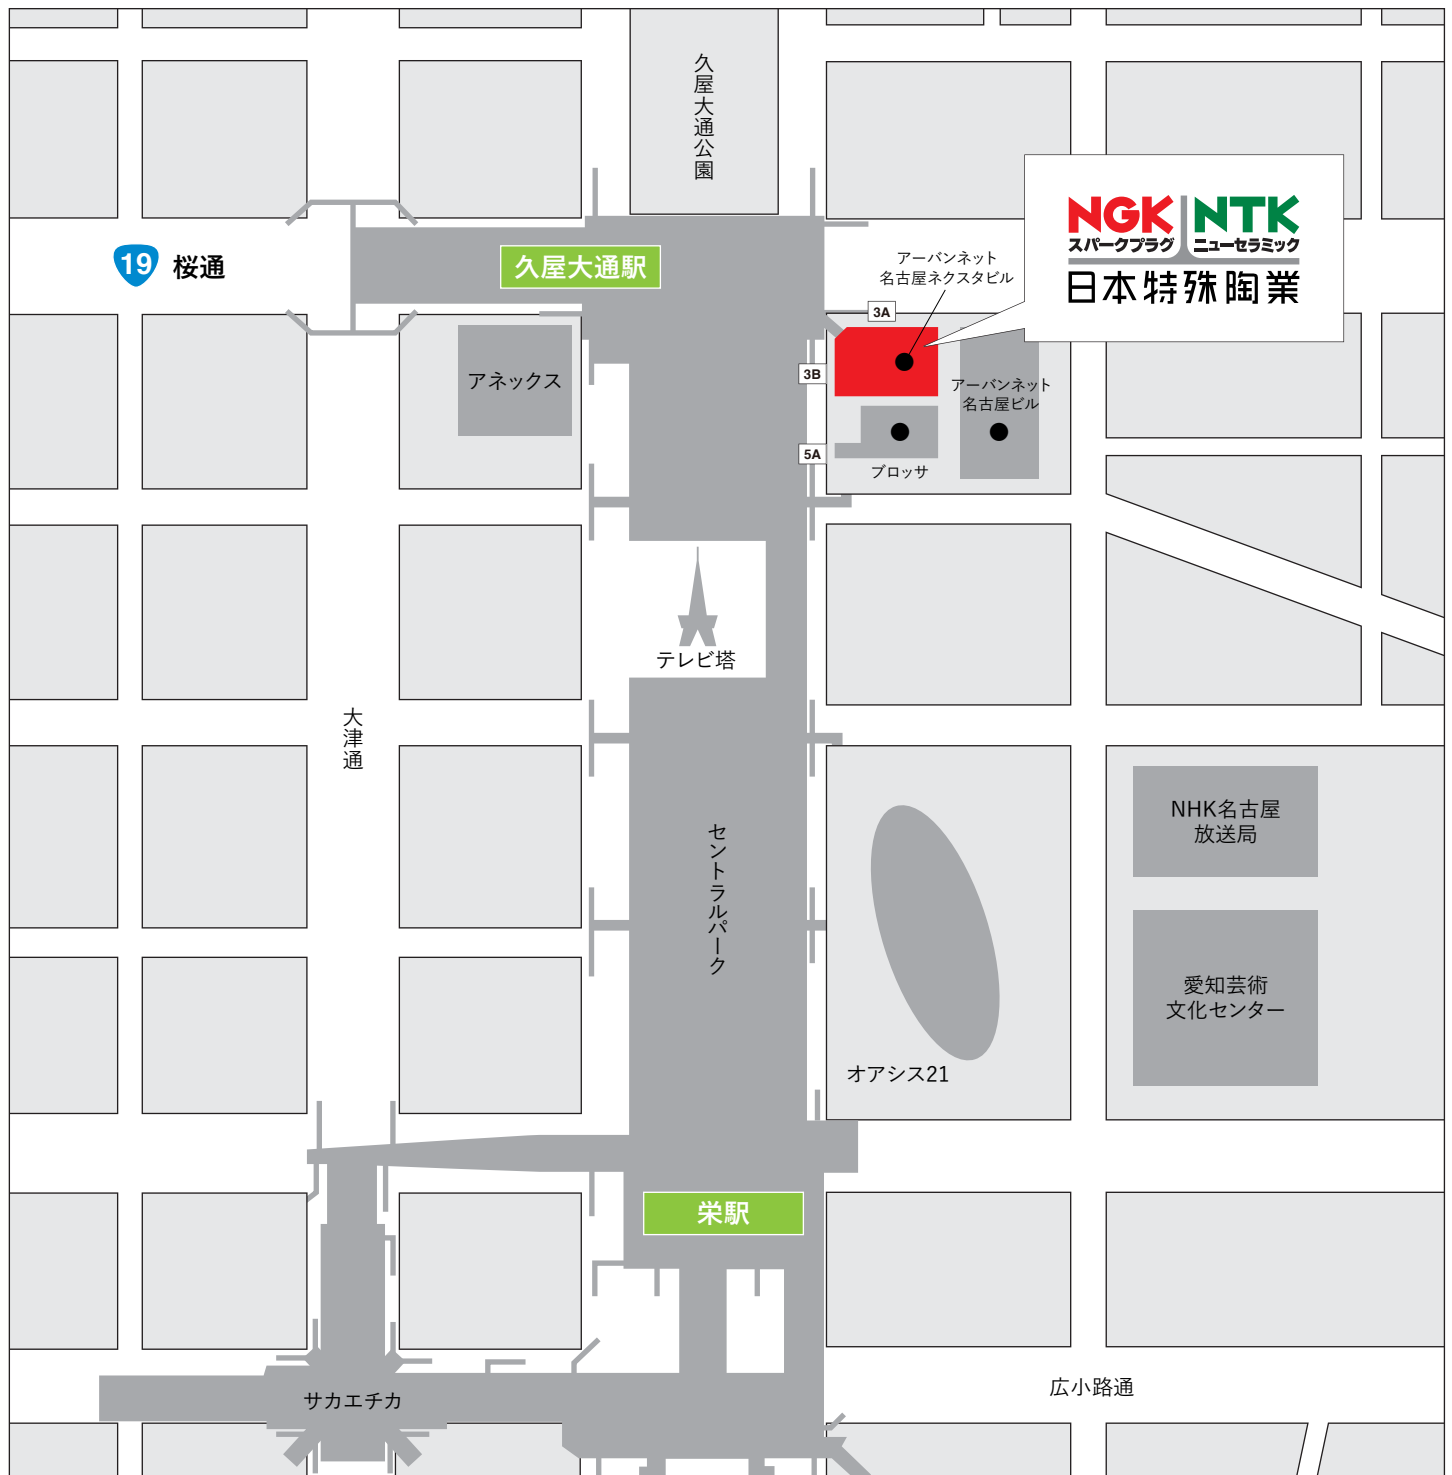 久屋大通公園
NGK
スパークプラグ
NTK
ニューセラミック
日本特殊陶業
19
桜通
久屋大通駅
アーバンネット
名古屋ネクスタビル
3A
3B
アネックス
アーバンネット
名古屋ビル
5A
ブロッサ
テレビ塔
大津通
セントラルパーク
NHK名古屋
放送局
愛知芸術
文化センター
オアシス21
栄駅
サカエチカ
広小路通